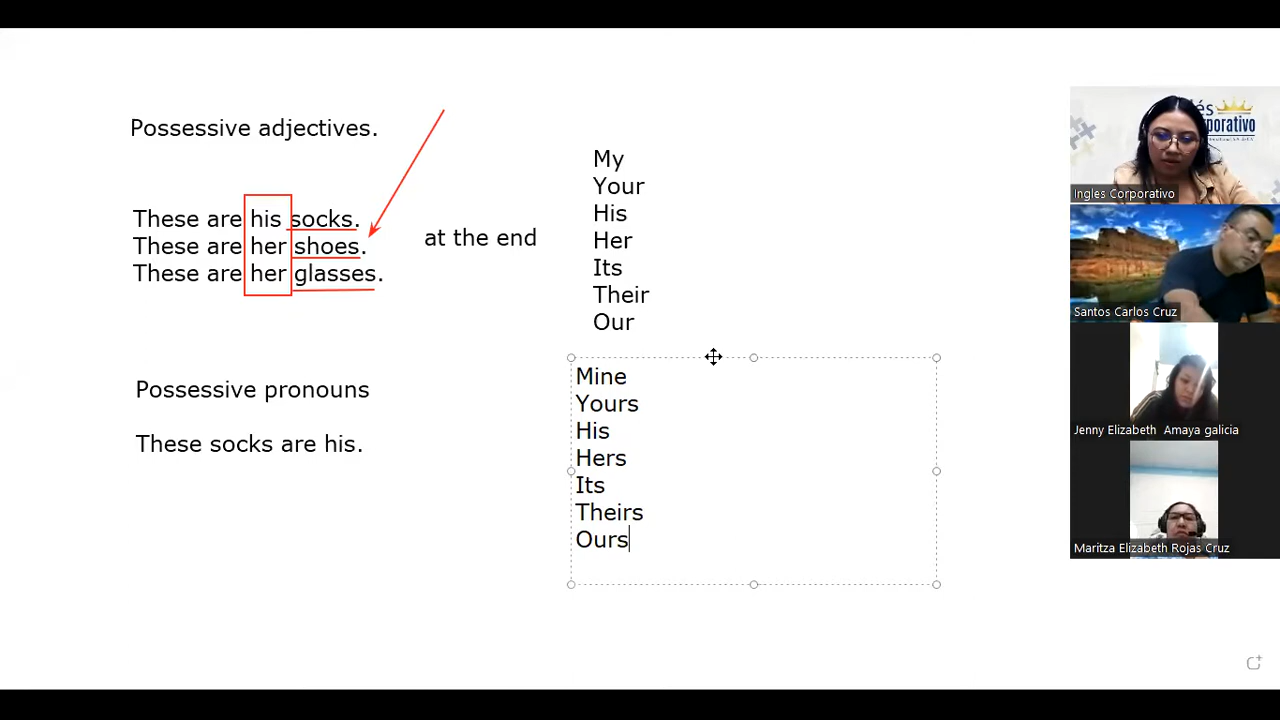 Possessive adjectives.
These are his socks.
These are her shoes.
These are her glasses.
at the end
My
Your
His
Her
Its
Their
Our
Possessive pronouns
These socks are his.
Mine
Yours
His
Hers
Its
Theirs
Ours
Ingles Corporativo
Santos Carlos Cruz
Jenny Elizabeth Amaya galicia
Maritza Elizabeth Rojas Cruz